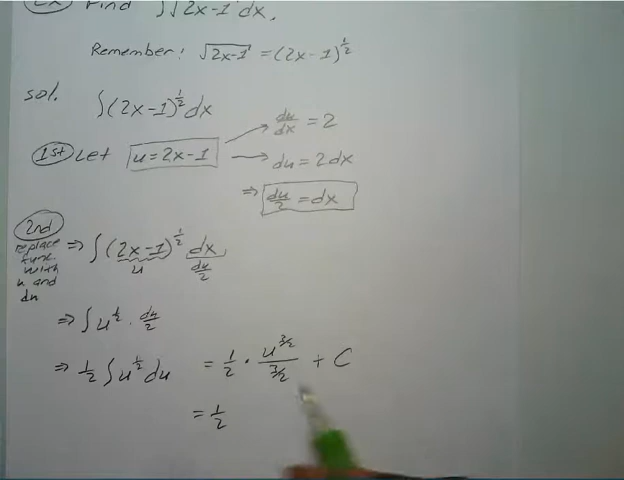 Ex Find ∫√2x-1 dx.
Remember! √2x-1 = (2x-1)^1/2
sol. ∫(2x-1)^1/2 dx
du/dx = 2
1st Let u = 2x-1
du = 2dx
⇒ du/2 = dx
2nd
replace func with u and du
⇒ ∫(2x-1)^1/2 dx
u du/2
⇒ ∫u^1/2 · du/2
⇒ 1/2 ∫u^1/2 du = 1/2 · u^3/2 / 3/2 + C
= 1/2